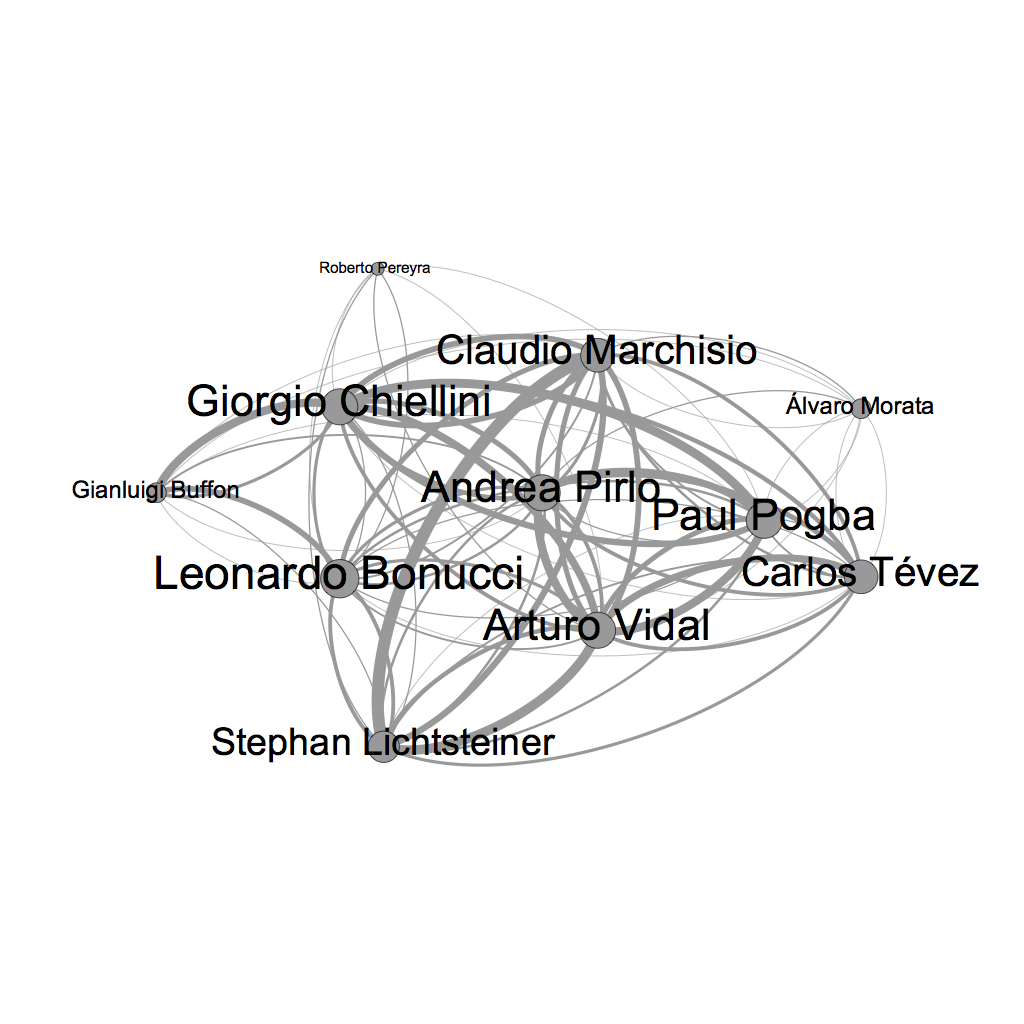 Roberto Pereyra
Claudio Marchisio
Giorgio Chiellini
Álvaro Morata
Gianluigi Buffon
Andrea Pirlo
Paul Pogba
Leonardo Bonucci
Carlos Tévez
Arturo Vidal
Stephan Lichtsteiner